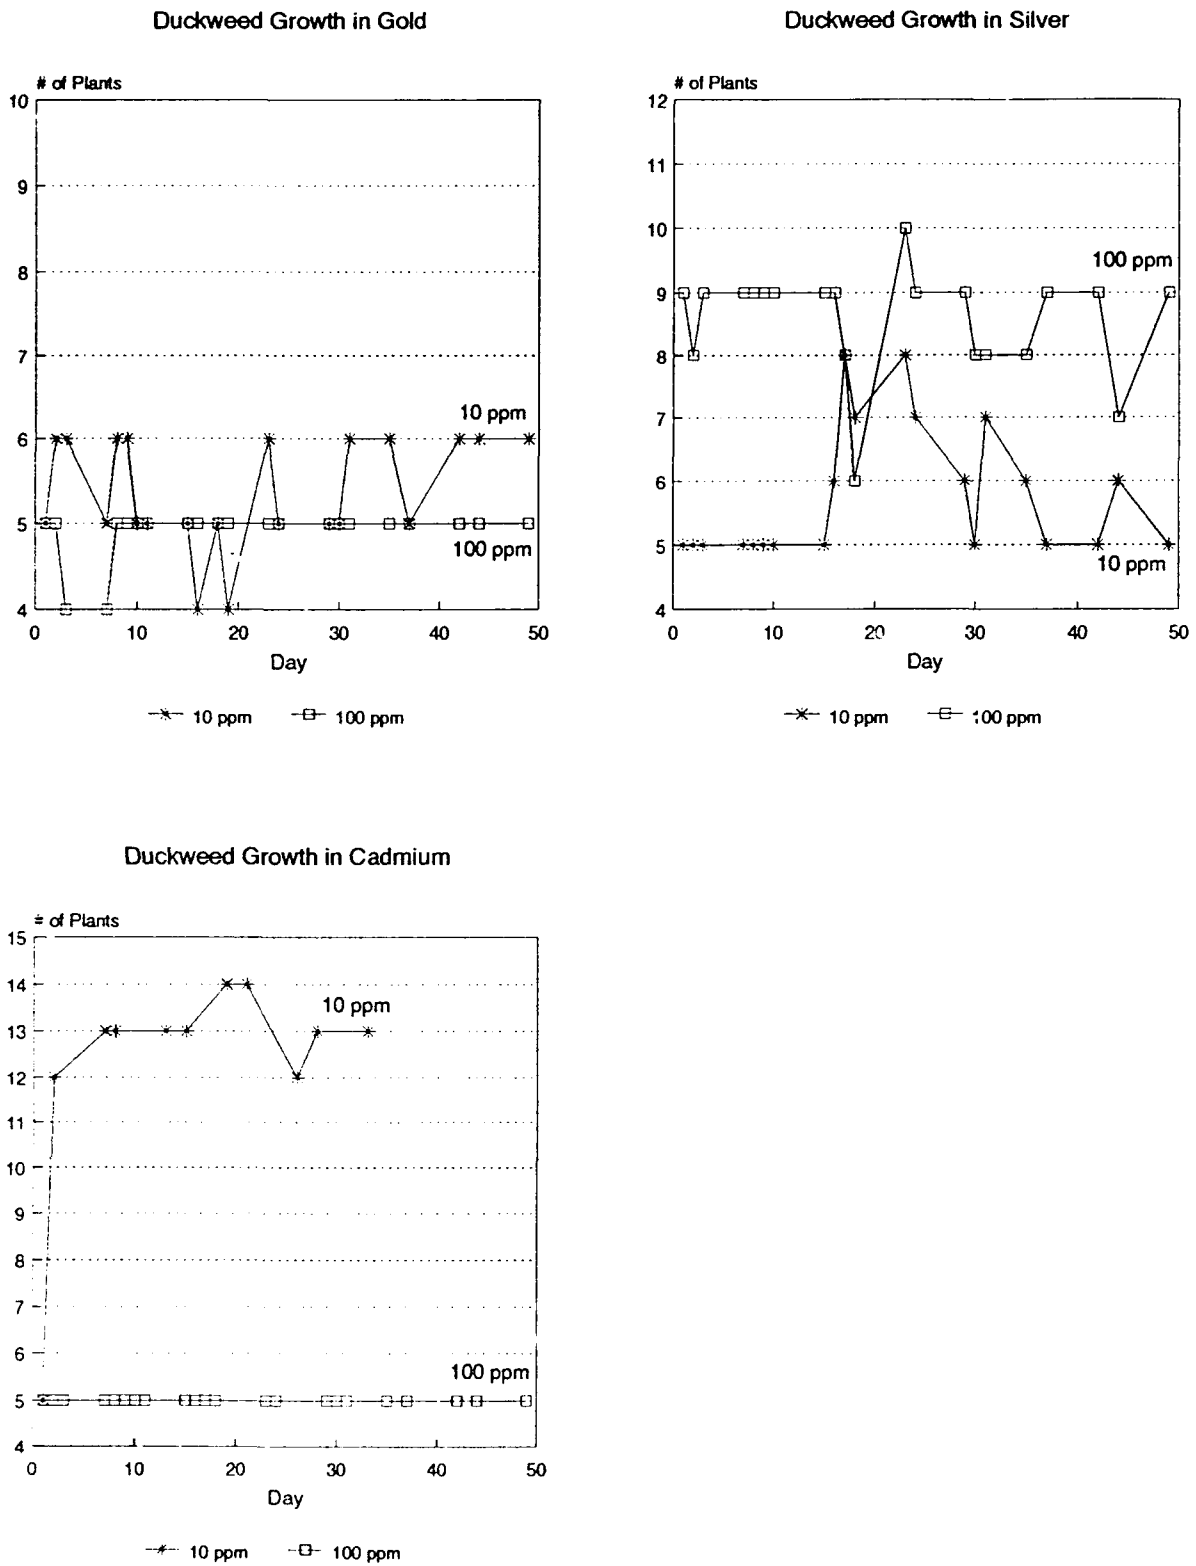 Duckweed Growth in Gold
# of Plants
10
9
8
7
6
5
4
10 ppm
100 ppm
0 10 20 30 40 50
Day
10 ppm 100 ppm
Duckweed Growth in Silver
# of Plants
12
11
10
9
8
7
6
5
4
100 ppm
10 ppm
0 10 20 30 40 50
Day
10 ppm 100 ppm
Duckweed Growth in Cadmium
# of Plants
15
14
13
12
11
10
9
8
7
6
5
4
10 ppm
100 ppm
0 10 20 30 40 50
Day
10 ppm 100 ppm